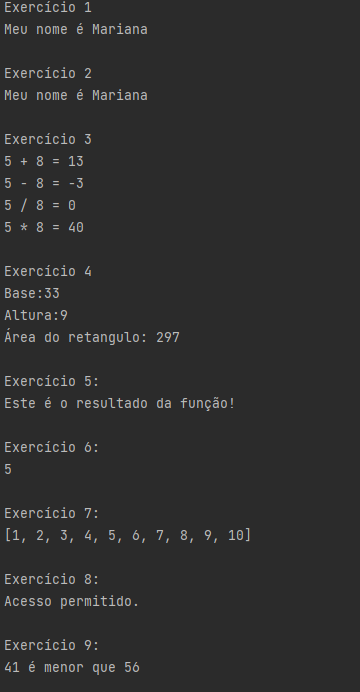 Exercício 1
Meu nome é Mariana
Exercício 2
Meu nome é Mariana
Exercício 3
5 + 8 = 13
5 - 8 = -3
5 / 8 = 0
5 * 8 = 40
Exercício 4
Base:33
Altura:9
Área do retangulo: 297
Exercício 5:
Este é o resultado da função!
Exercício 6:
5
Exercício 7:
[1, 2, 3, 4, 5, 6, 7, 8, 9, 10]
Exercício 8:
Acesso permitido.
Exercício 9:
41 é menor que 56